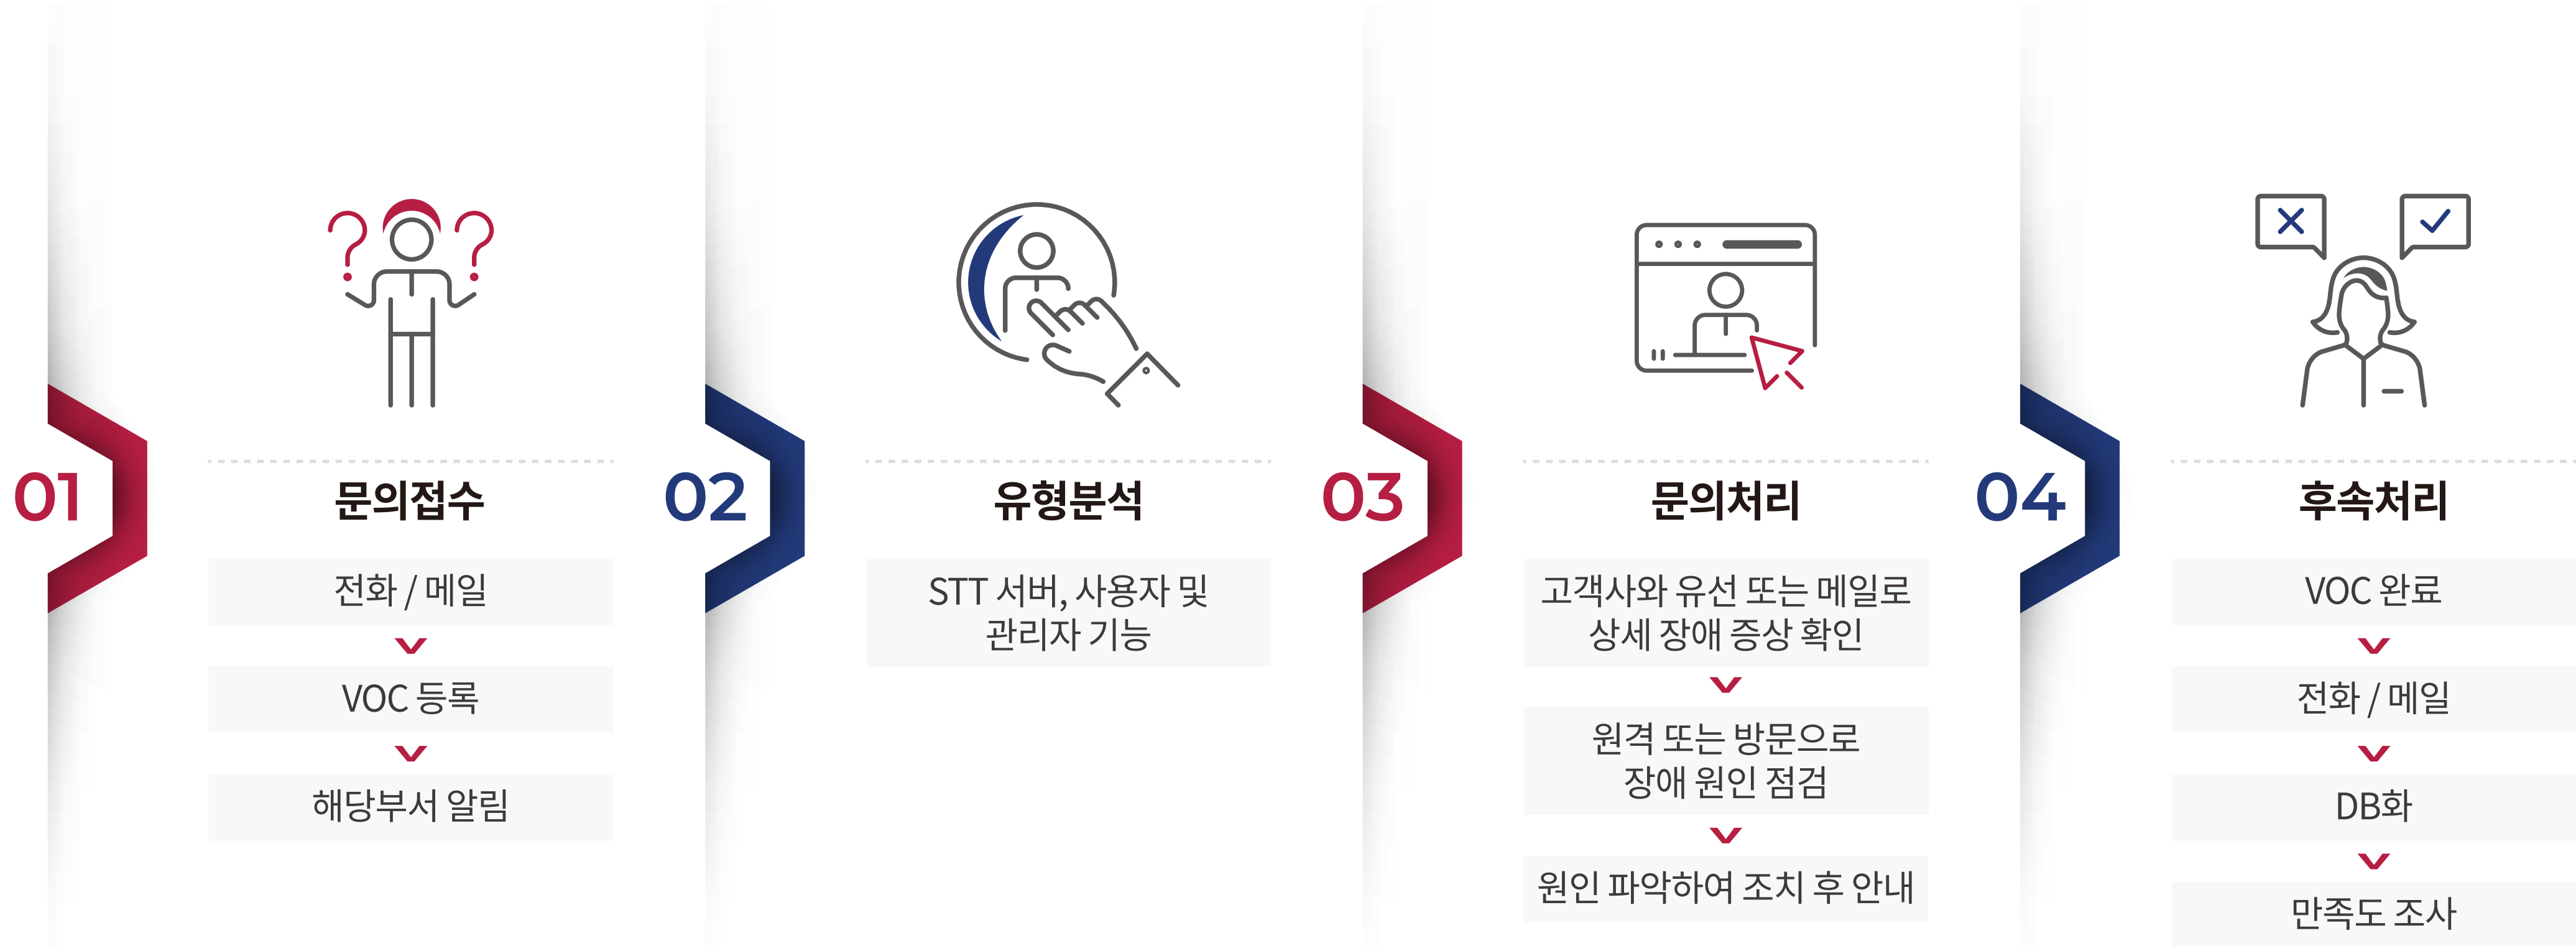 01
문의접수
전화 / 메일
VOC 등록
해당부서 알림
02
유형분석
STT 서버, 사용자 및
관리자 기능
03
문의처리
고객사와 유선 또는 메일로
상세 장애 증상 확인
원격 또는 방문으로
장애 원인 점검
원인 파악하여 조치 후 안내
04
후속처리
VOC 완료
전화 / 메일
DB화
만족도 조사